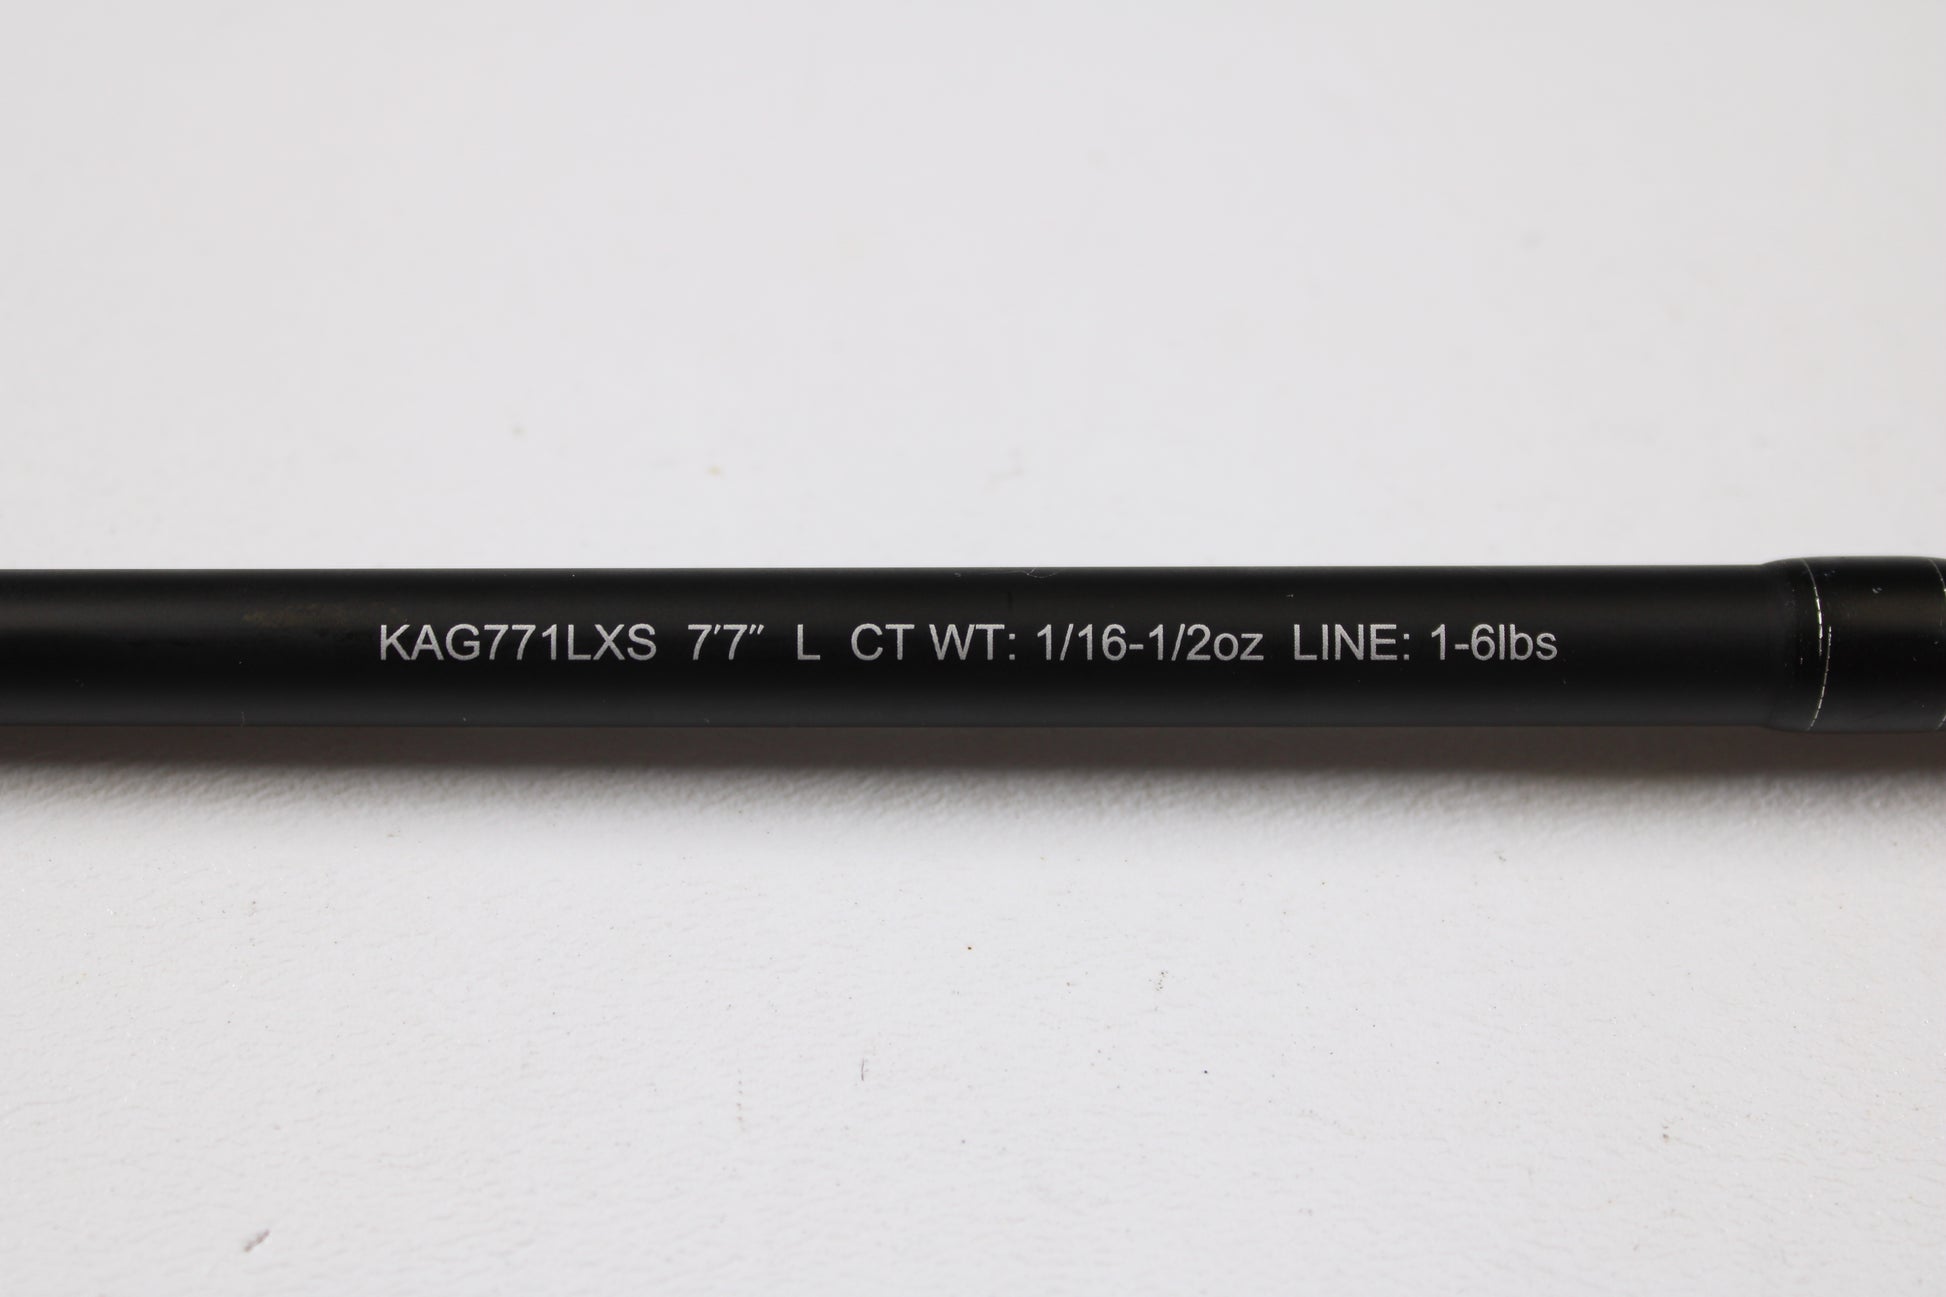 KAG771LXS 7'7" L CT WT: 1/16-1/2oz LINE: 1-6lbs